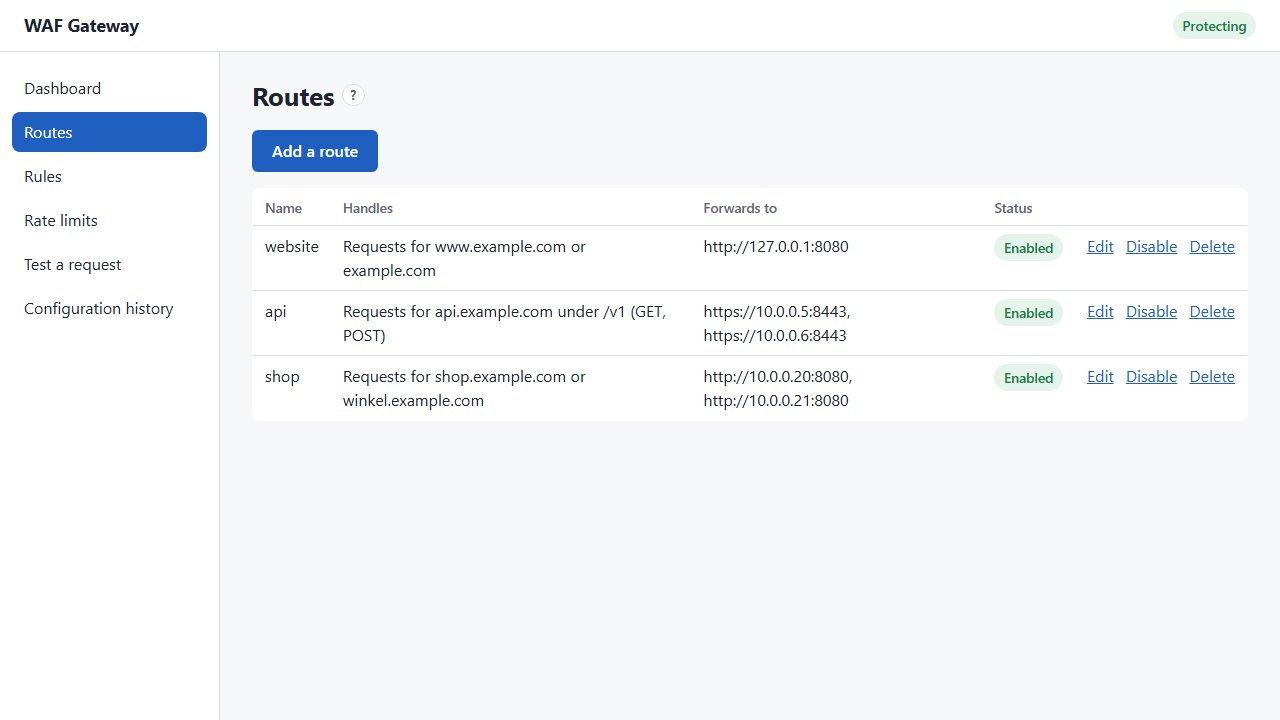 WAF Gateway
Protecting
Dashboard
Routes
Rules
Rate limits
Test a request
Configuration history
Routes ?
Add a route
Name Handles Forwards to Status
website Requests for www.example.com or http://127.0.0.1:8080 Enabled Edit Disable Delete
example.com
api Requests for api.example.com under /v1 (GET, https://10.0.0.5:8443, Enabled Edit Disable Delete
POST) https://10.0.0.6:8443
shop Requests for shop.example.com or http://10.0.0.20:8080, Enabled Edit Disable Delete
winkel.example.com http://10.0.0.21:8080